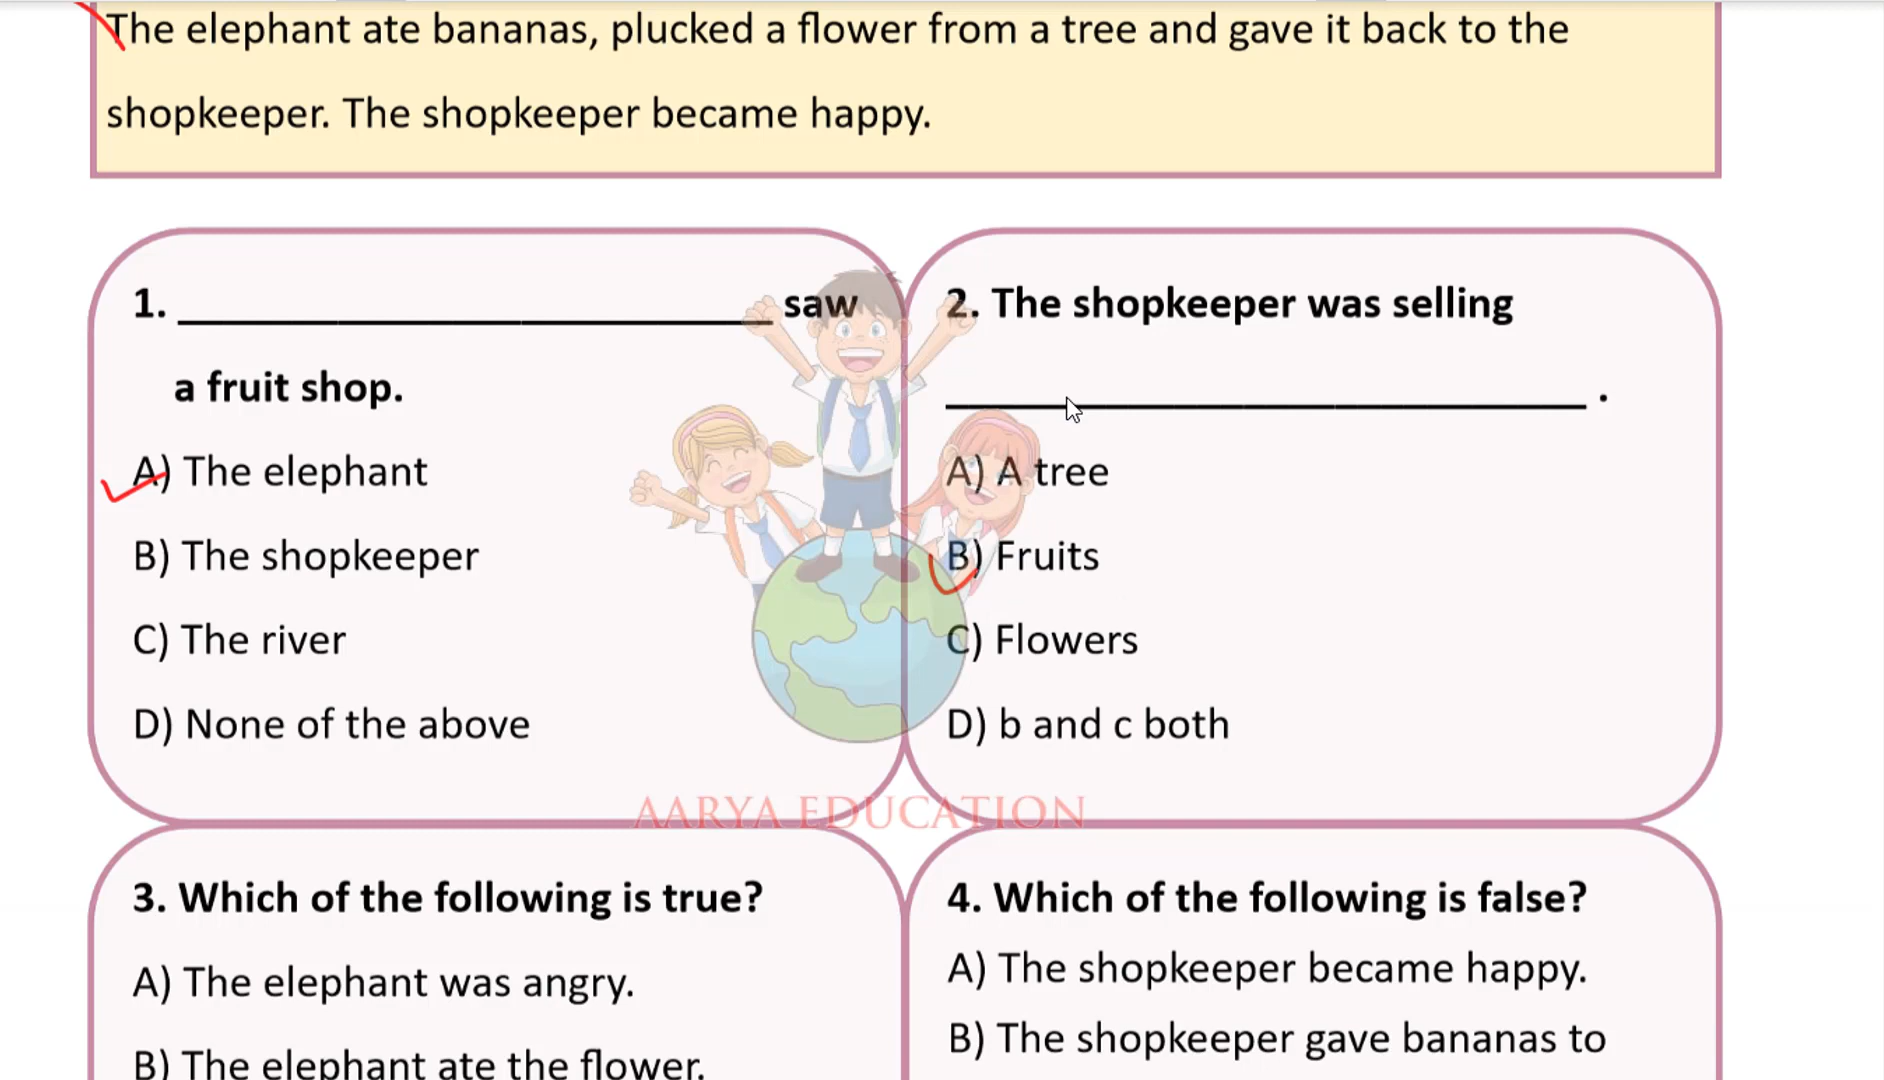 The elephant ate bananas, plucked a flower from a tree and gave it back to the
shopkeeper. The shopkeeper became happy.
1. __________________________ saw
a fruit shop.
A) The elephant
B) The shopkeeper
C) The river
D) None of the above
2. The shopkeeper was selling
____________________________ .
A) A tree
B) Fruits
C) Flowers
D) b and c both
AARYA EDUCATION
3. Which of the following is true?
A) The elephant was angry.
B) The elephant ate the flower.
4. Which of the following is false?
A) The shopkeeper became happy.
B) The shopkeeper gave bananas to